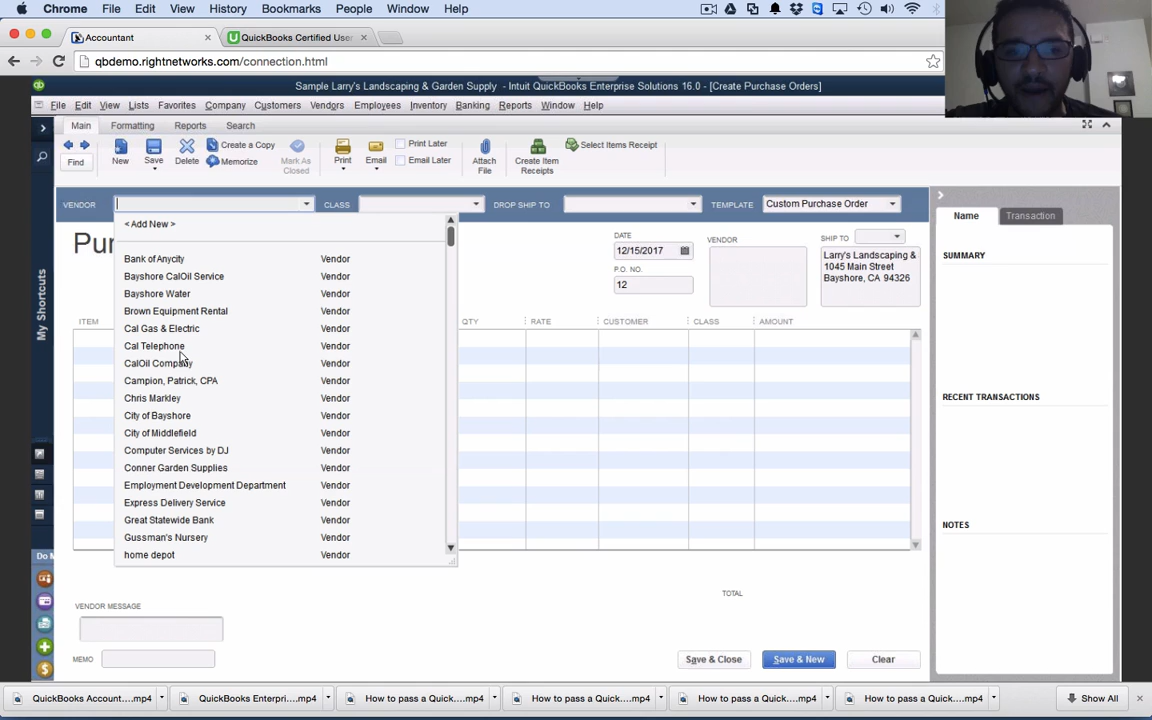 Chrome File Edit View History Bookmarks People Window Help
Accountant × QuickBooks Certified User ×
qbdemo.rightnetworks.com/connection.html
Sample Larry's Landscaping & Garden Supply - Intuit QuickBooks Enterprise Solutions 16.0 - [Create Purchase Orders]
File Edit View Lists Favorites Company Customers Vendors Employees Inventory Banking Reports Window Help
Main Formatting Reports Search
Find New Save Delete Create a Copy Memorize Mark As Closed Print Email Print Later Email Later Attach File Create Item Receipts Select Items Receipt
VENDOR CLASS DROP SHIP TO TEMPLATE Custom Purchase Order
Name Transaction
< Add New >
Pur
DATE
12/15/2017
P.O. NO.
12
VENDOR
SHIP TO
Larry's Landscaping &
1045 Main Street
Bayshore, CA 94326
SUMMARY
ITEM QTY RATE CUSTOMER CLASS AMOUNT
Bank of Anycity Vendor
Bayshore CalOil Service Vendor
Bayshore Water Vendor
Brown Equipment Rental Vendor
Cal Gas & Electric Vendor
Cal Telephone Vendor
CalOil Company Vendor
Campion, Patrick, CPA Vendor
Chris Markley Vendor
City of Bayshore Vendor
City of Middlefield Vendor
Computer Services by DJ Vendor
Conner Garden Supplies Vendor
Employment Development Department Vendor
Express Delivery Service Vendor
Great Statewide Bank Vendor
Gussman's Nursery Vendor
home depot Vendor
RECENT TRANSACTIONS
NOTES
My Shortcuts
Do M
TOTAL
VENDOR MESSAGE
MEMO
Save & Close Save & New Clear
QuickBooks Account....mp4 QuickBooks Enterpri....mp4 How to pass a Quick....mp4 How to pass a Quick....mp4 How to pass a Quick....mp4 How to pass a Quick....mp4 Show All ×